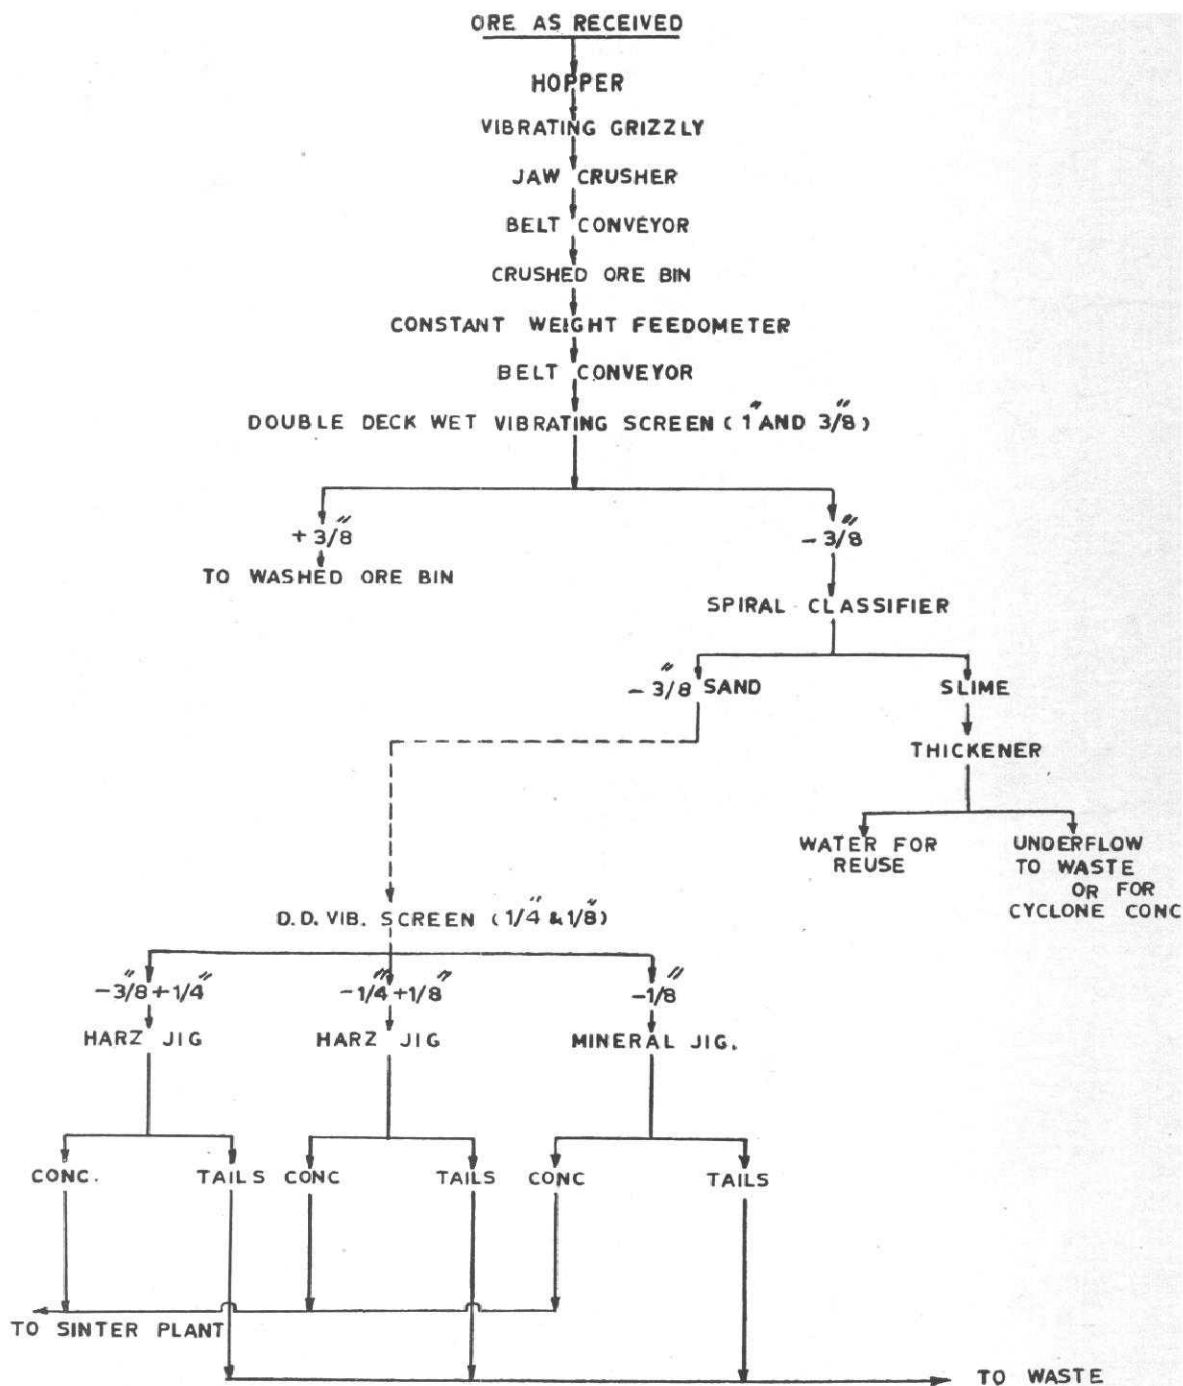 ORE AS RECEIVED
HOPPER
VIBRATING GRIZZLY
JAW CRUSHER
BELT CONVEYOR
CRUSHED ORE BIN
CONSTANT WEIGHT FEEDOMETER
BELT CONVEYOR
DOUBLE DECK WET VIBRATING SCREEN (1" AND 3/8")
+3/8"
-3/8"
TO WASHED ORE BIN
SPIRAL CLASSIFIER
-3/8" SAND
SLIME
THICKENER
WATER FOR
REUSE
UNDERFLOW
TO WASTE
OR FOR
CYCLONE CONC
D.D. VIB. SCREEN (1/4" & 1/8")
-3/8"+1/4"
-1/4"+1/8"
-1/8"
HARZ JIG
HARZ JIG
MINERAL JIG.
CONC.
TAILS
CONC
TAILS
CONC
TAILS
TO SINTER PLANT
TO WASTE